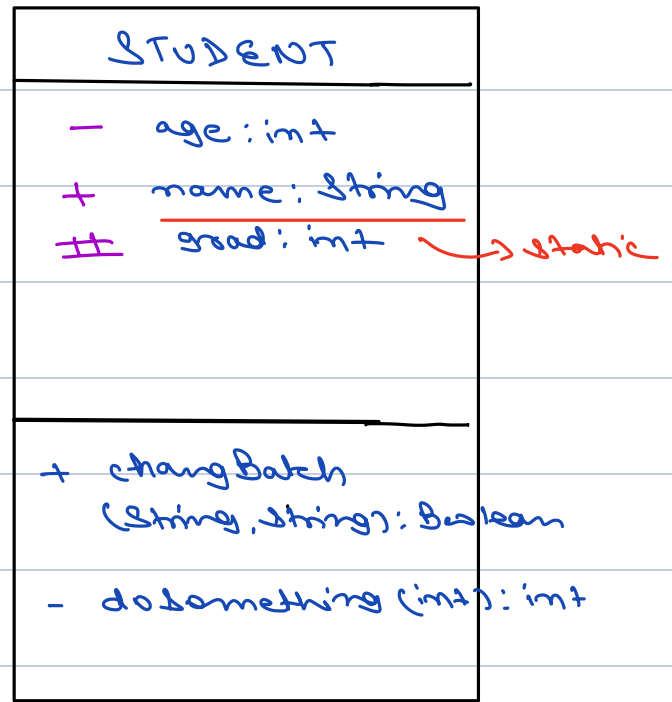 STUDENT
- age : int
+ name : String
# grad : int → static
+ changBatch
(String, String) : Boolean
- doSomething (int) : int